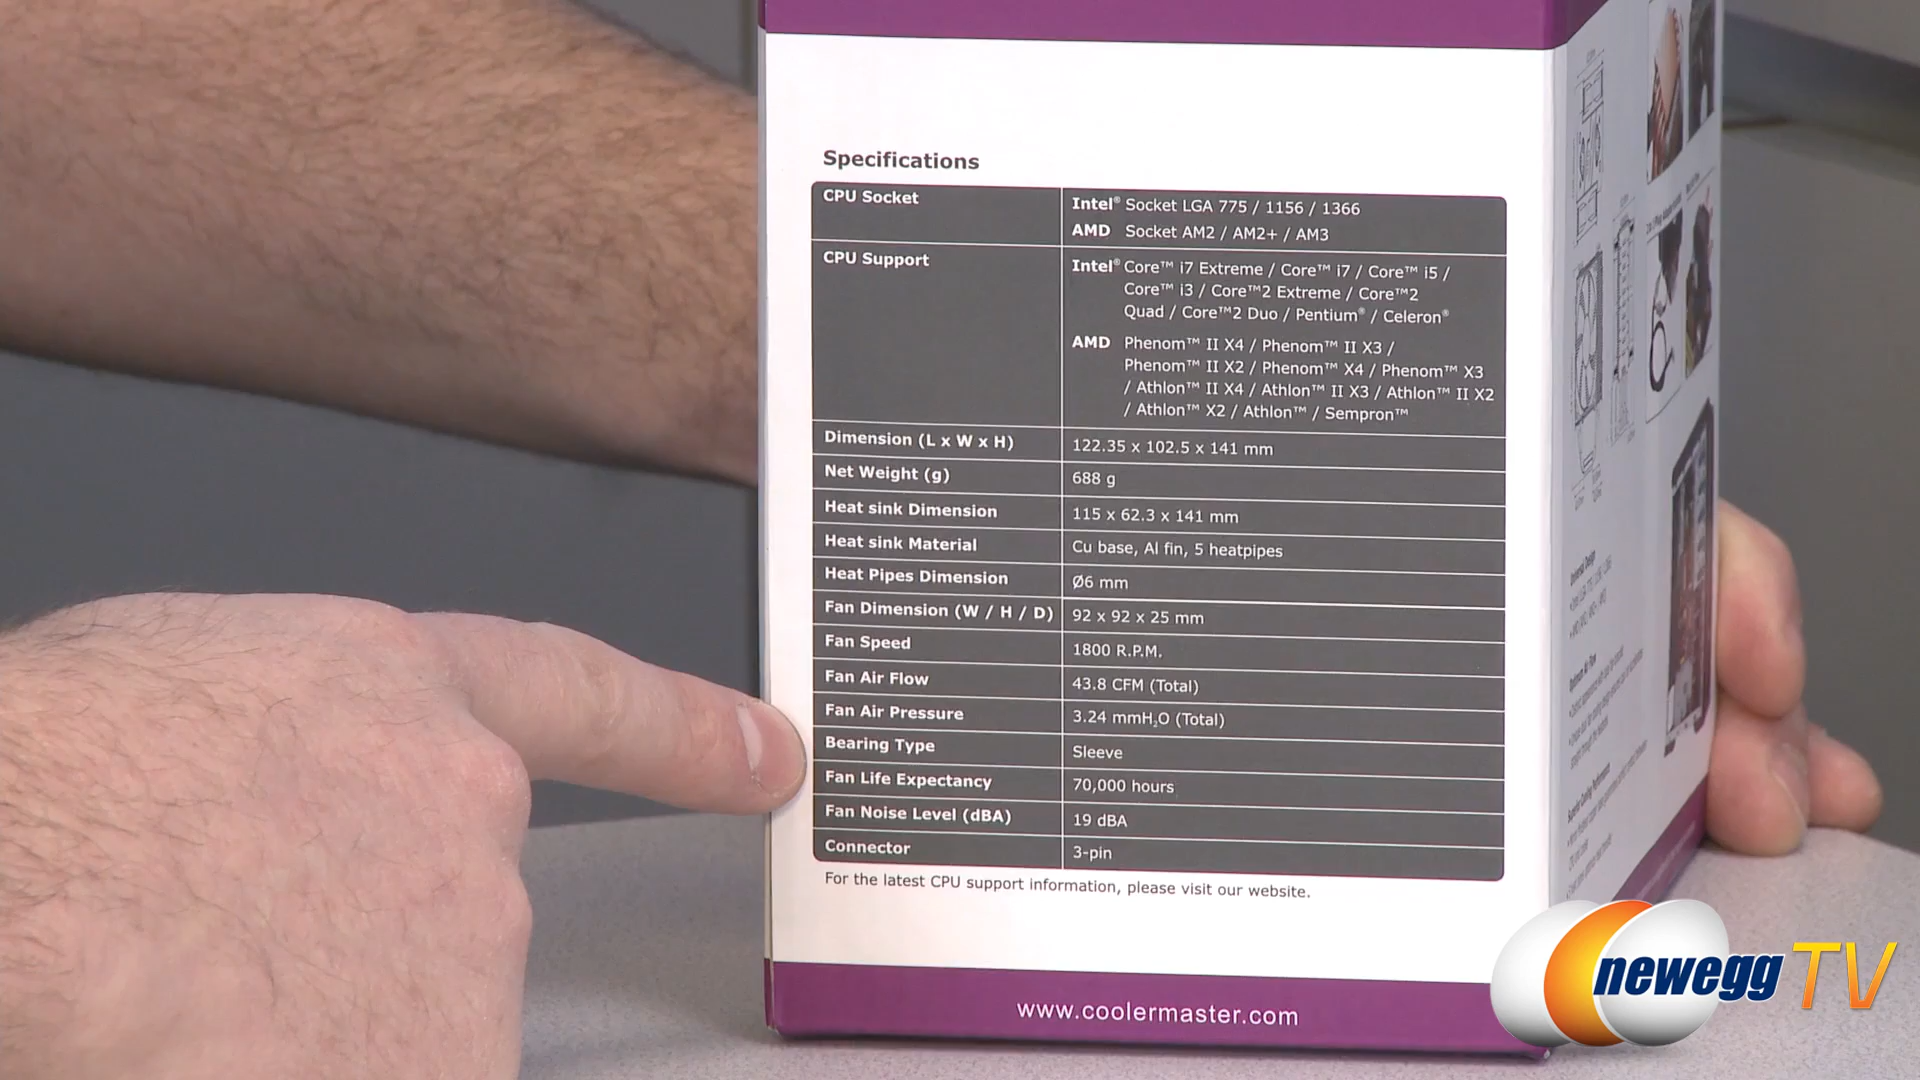 Specifications
CPU Socket
Intel® Socket LGA 775 / 1156 / 1366
AMD Socket AM2 / AM2+ / AM3
CPU Support
Intel® Core™ i7 Extreme / Core™ i7 / Core™ i5 /
Core™ i3 / Core™2 Extreme / Core™2
Quad / Core™2 Duo / Pentium® / Celeron®
AMD Phenom™ II X4 / Phenom™ II X3 /
Phenom™ II X2 / Phenom™ X4 / Phenom™ X3
/ Athlon™ II X4 / Athlon™ II X3 / Athlon™ II X2
/ Athlon™ X2 / Athlon™ / Sempron™
Dimension (L x W x H) 122.35 x 102.5 x 141 mm
Net Weight (g) 688 g
Heat sink Dimension 115 x 62.3 x 141 mm
Heat sink Material Cu base, Al fin, 5 heatpipes
Heat Pipes Dimension Ø6 mm
Fan Dimension (W / H / D) 92 x 92 x 25 mm
Fan Speed 1800 R.P.M.
Fan Air Flow 43.8 CFM (Total)
Fan Air Pressure 3.24 mmH₂O (Total)
Bearing Type Sleeve
Fan Life Expectancy 70,000 hours
Fan Noise Level (dBA) 19 dBA
Connector 3-pin
For the latest CPU support information, please visit our website.
www.coolermaster.com
newegg TV